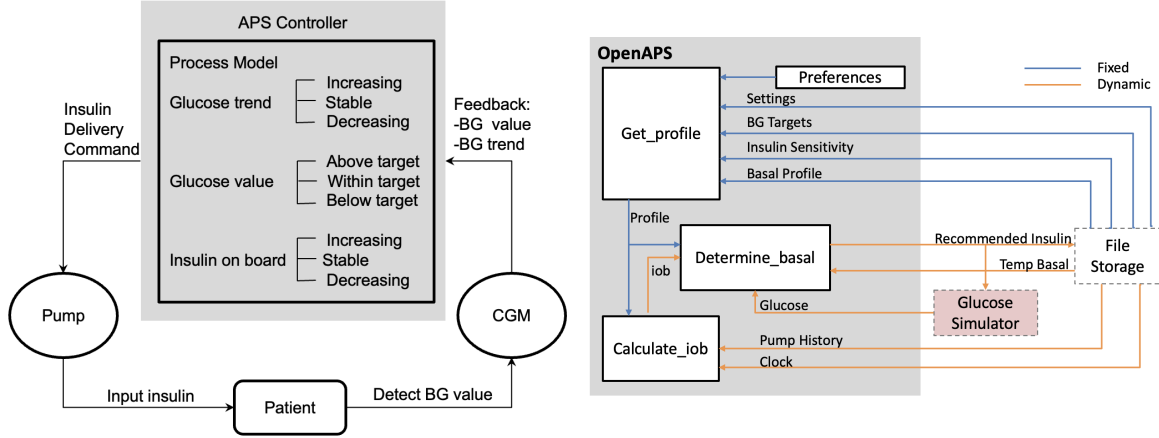 APS Controller
Process Model
Glucose trend
Increasing
Stable
Decreasing
Glucose value
Above target
Within target
Below target
Insulin on board
Increasing
Stable
Decreasing
Insulin
Delivery
Command
Feedback:
-BG value
-BG trend
Pump
CGM
Input insulin
Patient
Detect BG value
OpenAPS
Get_profile
Preferences
Settings
BG Targets
Insulin Sensitivity
Basal Profile
Fixed
Dynamic
Profile
iob
Determine_basal
Recommended Insulin
Temp Basal
File
Storage
Glucose
Glucose
Simulator
Calculate_iob
Pump History
Clock